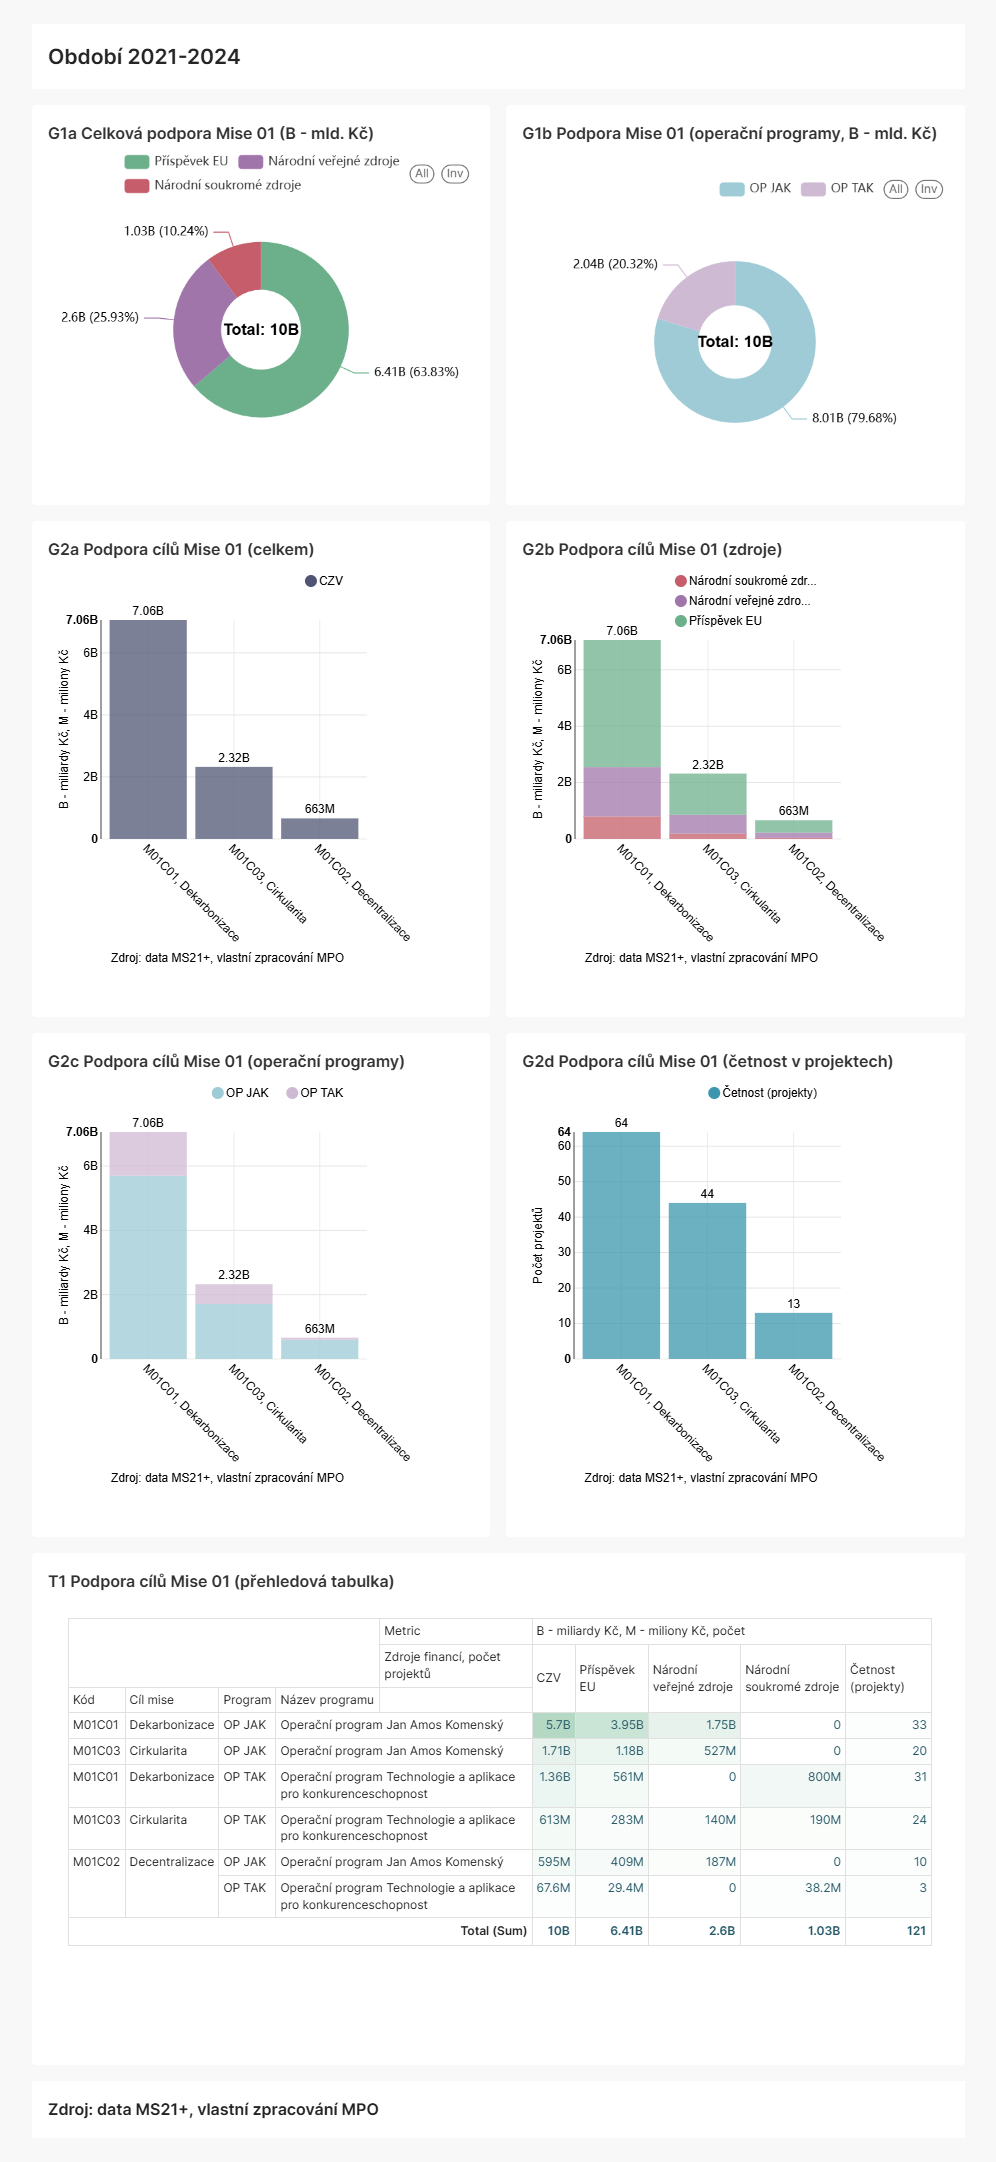 Období 2021-2024
G1a Celková podpora Mise 01 (B - mld. Kč)
Příspěvek EU
Národní veřejné zdroje
Národní soukromé zdroje
All
Inv
1.03B (10.24%)
2.6B (25.93%)
Total: 10B
6.41B (63.83%)
G1b Podpora Mise 01 (operační programy, B - mld. Kč)
OP JAK
OP TAK
All
Inv
2.04B (20.32%)
Total: 10B
8.01B (79.68%)
G2a Podpora cílů Mise 01 (celkem)
CZV
B - miliardy Kč, M - miliony Kč
7.06B
6B
4B
2B
0
7.06B
2.32B
663M
M01C01, Dekarbonizace
M01C03, Cirkularita
M01C02, Decentralizace
Zdroj: data MS21+, vlastní zpracování MPO
G2b Podpora cílů Mise 01 (zdroje)
Národní soukromé zdr...
Národní veřejné zdro...
Příspěvek EU
B - miliardy Kč, M - miliony Kč
7.06B
6B
4B
2B
0
7.06B
2.32B
663M
M01C01, Dekarbonizace
M01C03, Cirkularita
M01C02, Decentralizace
Zdroj: data MS21+, vlastní zpracování MPO
G2c Podpora cílů Mise 01 (operační programy)
OP JAK
OP TAK
B - miliardy Kč, M - miliony Kč
7.06B
6B
4B
2B
0
7.06B
2.32B
663M
M01C01, Dekarbonizace
M01C03, Cirkularita
M01C02, Decentralizace
Zdroj: data MS21+, vlastní zpracování MPO
G2d Podpora cílů Mise 01 (četnost v projektech)
Četnost (projekty)
Počet projektů
64
60
50
40
30
20
10
0
64
44
13
M01C01, Dekarbonizace
M01C03, Cirkularita
M01C02, Decentralizace
Zdroj: data MS21+, vlastní zpracování MPO
T1 Podpora cílů Mise 01 (přehledová tabulka)
Metric B - miliardy Kč, M - miliony Kč, počet
Zdroje financí, počet
projektů
CZV
Příspěvek
EU
Národní
veřejné zdroje
Národní
soukromé zdroje
Četnost
(projekty)
Kód Cíl mise Program Název programu
M01C01 Dekarbonizace OP JAK Operační program Jan Amos Komenský 5.7B 3.95B 1.75B 0 33
M01C03 Cirkularita OP JAK Operační program Jan Amos Komenský 1.71B 1.18B 527M 0 20
M01C01 Dekarbonizace OP TAK Operační program Technologie a aplikace 1.36B 561M 0 800M 31
pro konkurenceschopnost
M01C03 Cirkularita OP TAK Operační program Technologie a aplikace 613M 283M 140M 190M 24
pro konkurenceschopnost
M01C02 Decentralizace OP JAK Operační program Jan Amos Komenský 595M 409M 187M 0 10
OP TAK Operační program Technologie a aplikace 67.6M 29.4M 0 38.2M 3
pro konkurenceschopnost
Total (Sum) 10B 6.41B 2.6B 1.03B 121
Zdroj: data MS21+, vlastní zpracování MPO